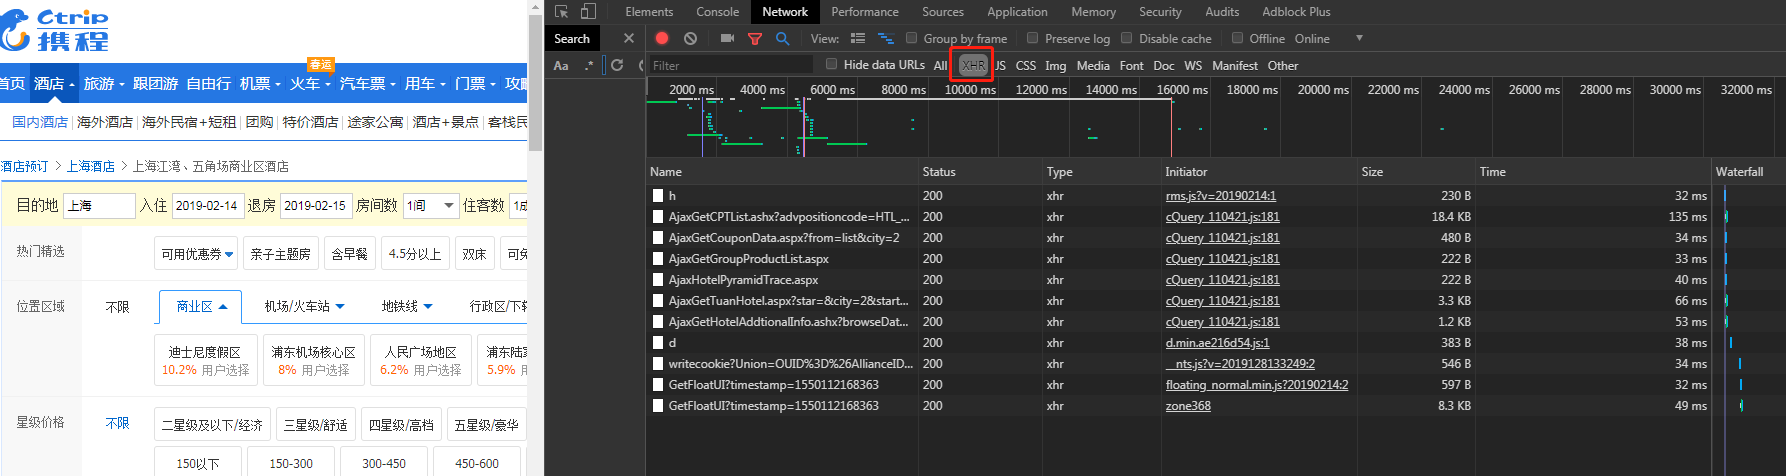 Ctrip
携程
春运
首页 酒店 旅游 跟团游 自由行 机票 火车 汽车票 用车 门票 攻略
国内酒店 海外酒店 海外民宿+短租 团购 特价酒店 途家公寓 酒店+景点 客栈民
酒店预订 > 上海酒店 > 上海江湾、五角场商业区酒店
目的地 上海 入住 2019-02-14 退房 2019-02-15 房间数 1间 住客数 1成
热门精选 可用优惠券 亲子主题房 含早餐 4.5分以上 双床 可免
位置区域 不限 商业区 机场/火车站 地铁线 行政区/下辖
迪士尼度假区 浦东机场核心区 人民广场地区 浦东陆家
10.2% 用户选择 8% 用户选择 6.2% 用户选择 5.9% 用户
星级价格 不限 二星级及以下/经济 三星级/舒适 四星级/高档 五星级/豪华
150以下 150-300 300-450 450-600
Elements Console Network Performance Sources Application Memory Security Audits Adblock Plus
Search
View: Group by frame Preserve log Disable cache Offline Online
Aa .*
Filter Hide data URLs All XHR JS CSS Img Media Font Doc WS Manifest Other
2000 ms 4000 ms 6000 ms 8000 ms 10000 ms 12000 ms 14000 ms 16000 ms 18000 ms 20000 ms 22000 ms 24000 ms 26000 ms 28000 ms 30000 ms 32000 ms
Name Status Type Initiator Size Time Waterfall
h 200 xhr rms.js?v=20190214:1 230 B 32 ms
AjaxGetCPTList.ashx?advpositioncode=HTL_... 200 xhr cQuery_110421.js:181 18.4 KB 135 ms
AjaxGetCouponData.aspx?from=list&city=2 200 xhr cQuery_110421.js:181 480 B 34 ms
AjaxGetGroupProductList.aspx 200 xhr cQuery_110421.js:181 222 B 33 ms
AjaxHotelPyramidTrace.aspx 200 xhr cQuery_110421.js:181 222 B 40 ms
AjaxGetTuanHotel.aspx?star=&city=2&start... 200 xhr cQuery_110421.js:181 3.3 KB 66 ms
AjaxGetHotelAddtionalInfo.ashx?browseDat... 200 xhr cQuery_110421.js:181 1.2 KB 53 ms
d 200 xhr d.min.ae216d54.js:1 383 B 38 ms
writecookie?Union=OUID%3D%26AllianceID... 200 xhr __nts.js?v=2019128133249:2 546 B 34 ms
GetFloatUI?timestamp=1550112168363 200 xhr floating_normal.min.js?20190214:2 597 B 32 ms
GetFloatUI?timestamp=1550112168363 200 xhr zone368 8.3 KB 49 ms